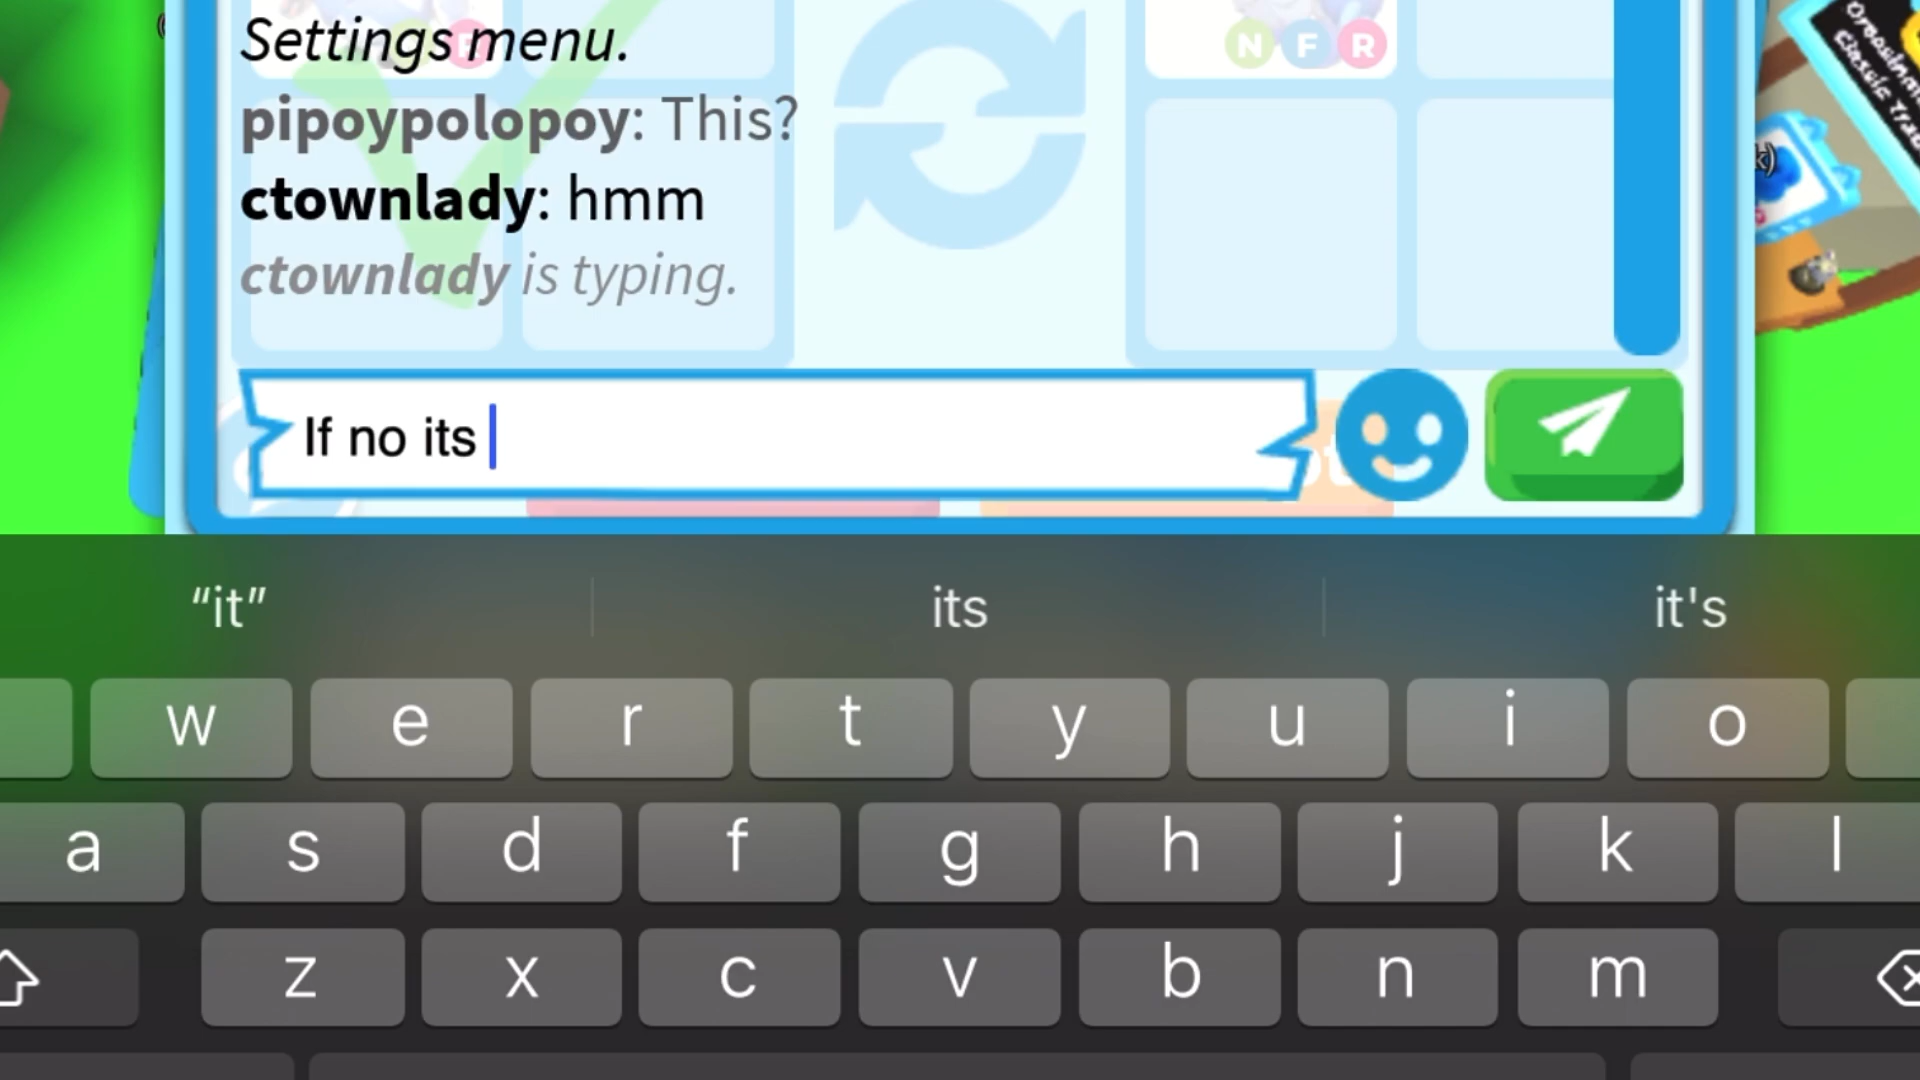 Settings menu.
N F R
pipoypolopoy: This?
ctownlady: hmm
ctownlady is typing.
If no its
“it” its it's
w e r t y u i o
a s d f g h j k l
z x c v b n m